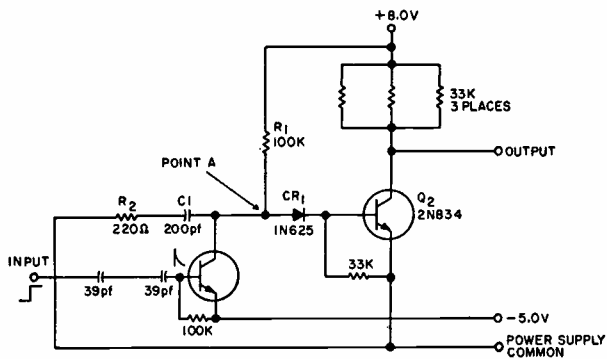 +8.0V
33K
3 PLACES
R1
100K
POINT A
OUTPUT
R2
C1
CR1
Q2
2N834
220Ω
200pf
1N625
INPUT
33K
39pf
39pf
100K
-5.0V
POWER SUPPLY
COMMON